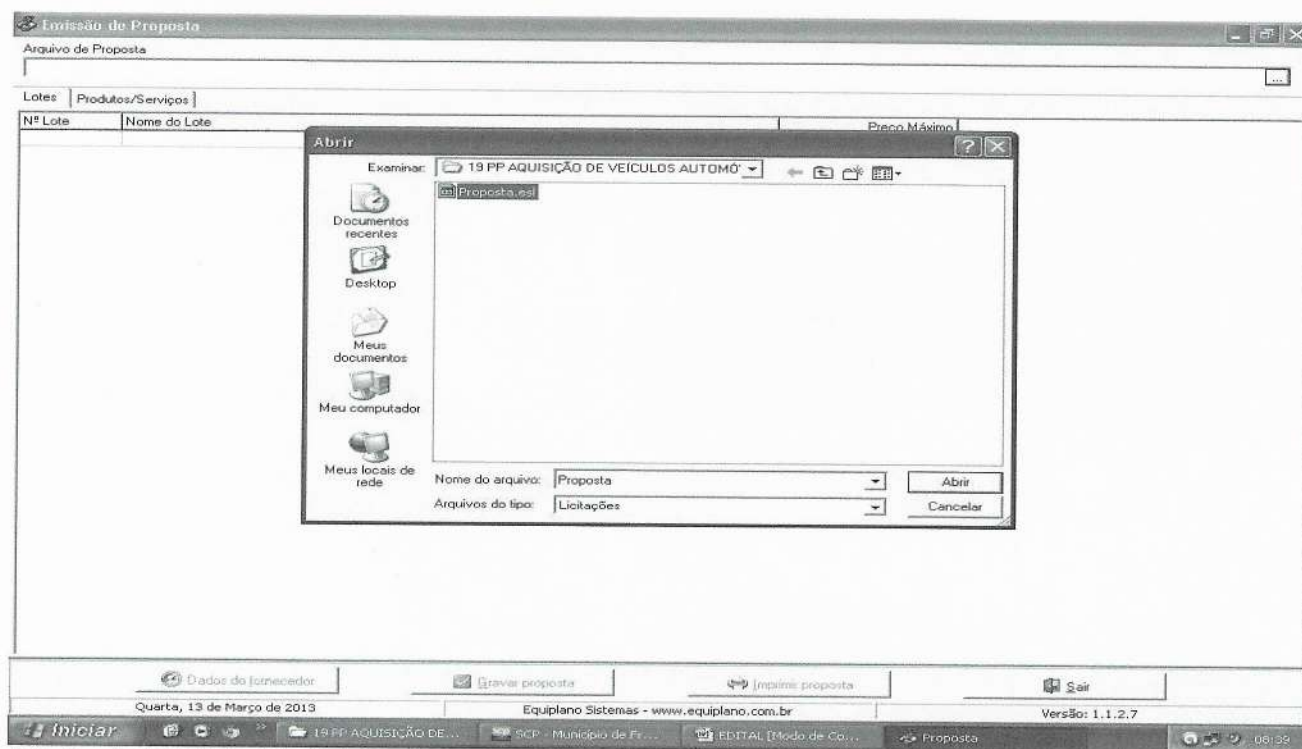 Emissão de Proposta
Arquivo de Proposta
...
Lotes Produtos/Serviços
Nº Lote Nome do Lote Preço Máximo
Abrir
Examinar: 19 PP AQUISIÇÃO DE VEÍCULOS AUTOMÓ
Proposta.esl
Documentos
recentes
Desktop
Meus
documentos
Meu computador
Meus locais de
rede
Nome do arquivo: Proposta Abrir
Arquivos do tipo: Licitações Cancelar
Dados do fornecedor Gravar proposta Imprimir proposta Sair
Quarta, 13 de Março de 2013 Equiplano Sistemas - www.equiplano.com.br Versão: 1.1.2.7
Iniciar 19 PP AQUISIÇÃO DE... SCP - Município de Fr... EDITAL [Modo de Co... Proposta 08:39